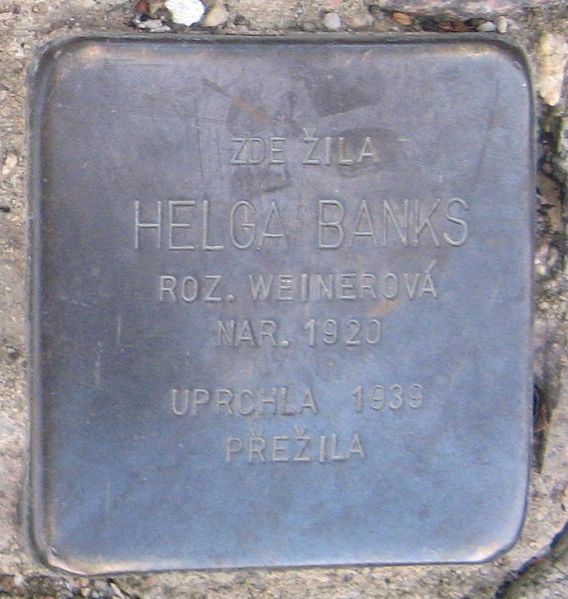 ZDE ŽILA
HELGA BANKS
ROZ. WEINEROVÁ
NAR. 1920
UPRCHLA 1939
PŘEŽILA